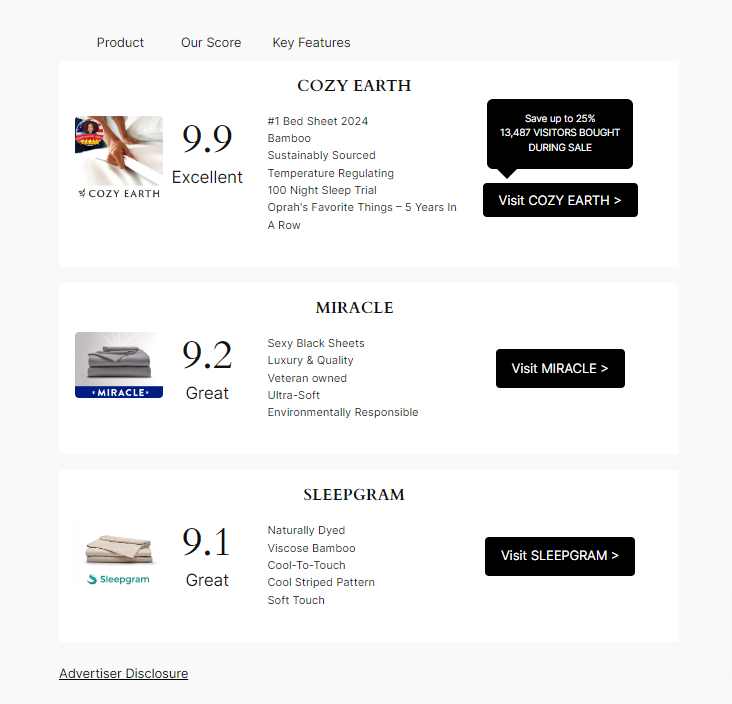 Product Our Score Key Features
COZY EARTH
COZY EARTH
9.9
Excellent
#1 Bed Sheet 2024
Bamboo
Sustainably Sourced
Temperature Regulating
100 Night Sleep Trial
Oprah's Favorite Things – 5 Years In
A Row
Save up to 25%
13,487 VISITORS BOUGHT
DURING SALE
Visit COZY EARTH >
MIRACLE
MIRACLE
9.2
Great
Sexy Black Sheets
Luxury & Quality
Veteran owned
Ultra-Soft
Environmentally Responsible
Visit MIRACLE >
SLEEPGRAM
Sleepgram
9.1
Great
Naturally Dyed
Viscose Bamboo
Cool-To-Touch
Cool Striped Pattern
Soft Touch
Visit SLEEPGRAM >
Advertiser Disclosure